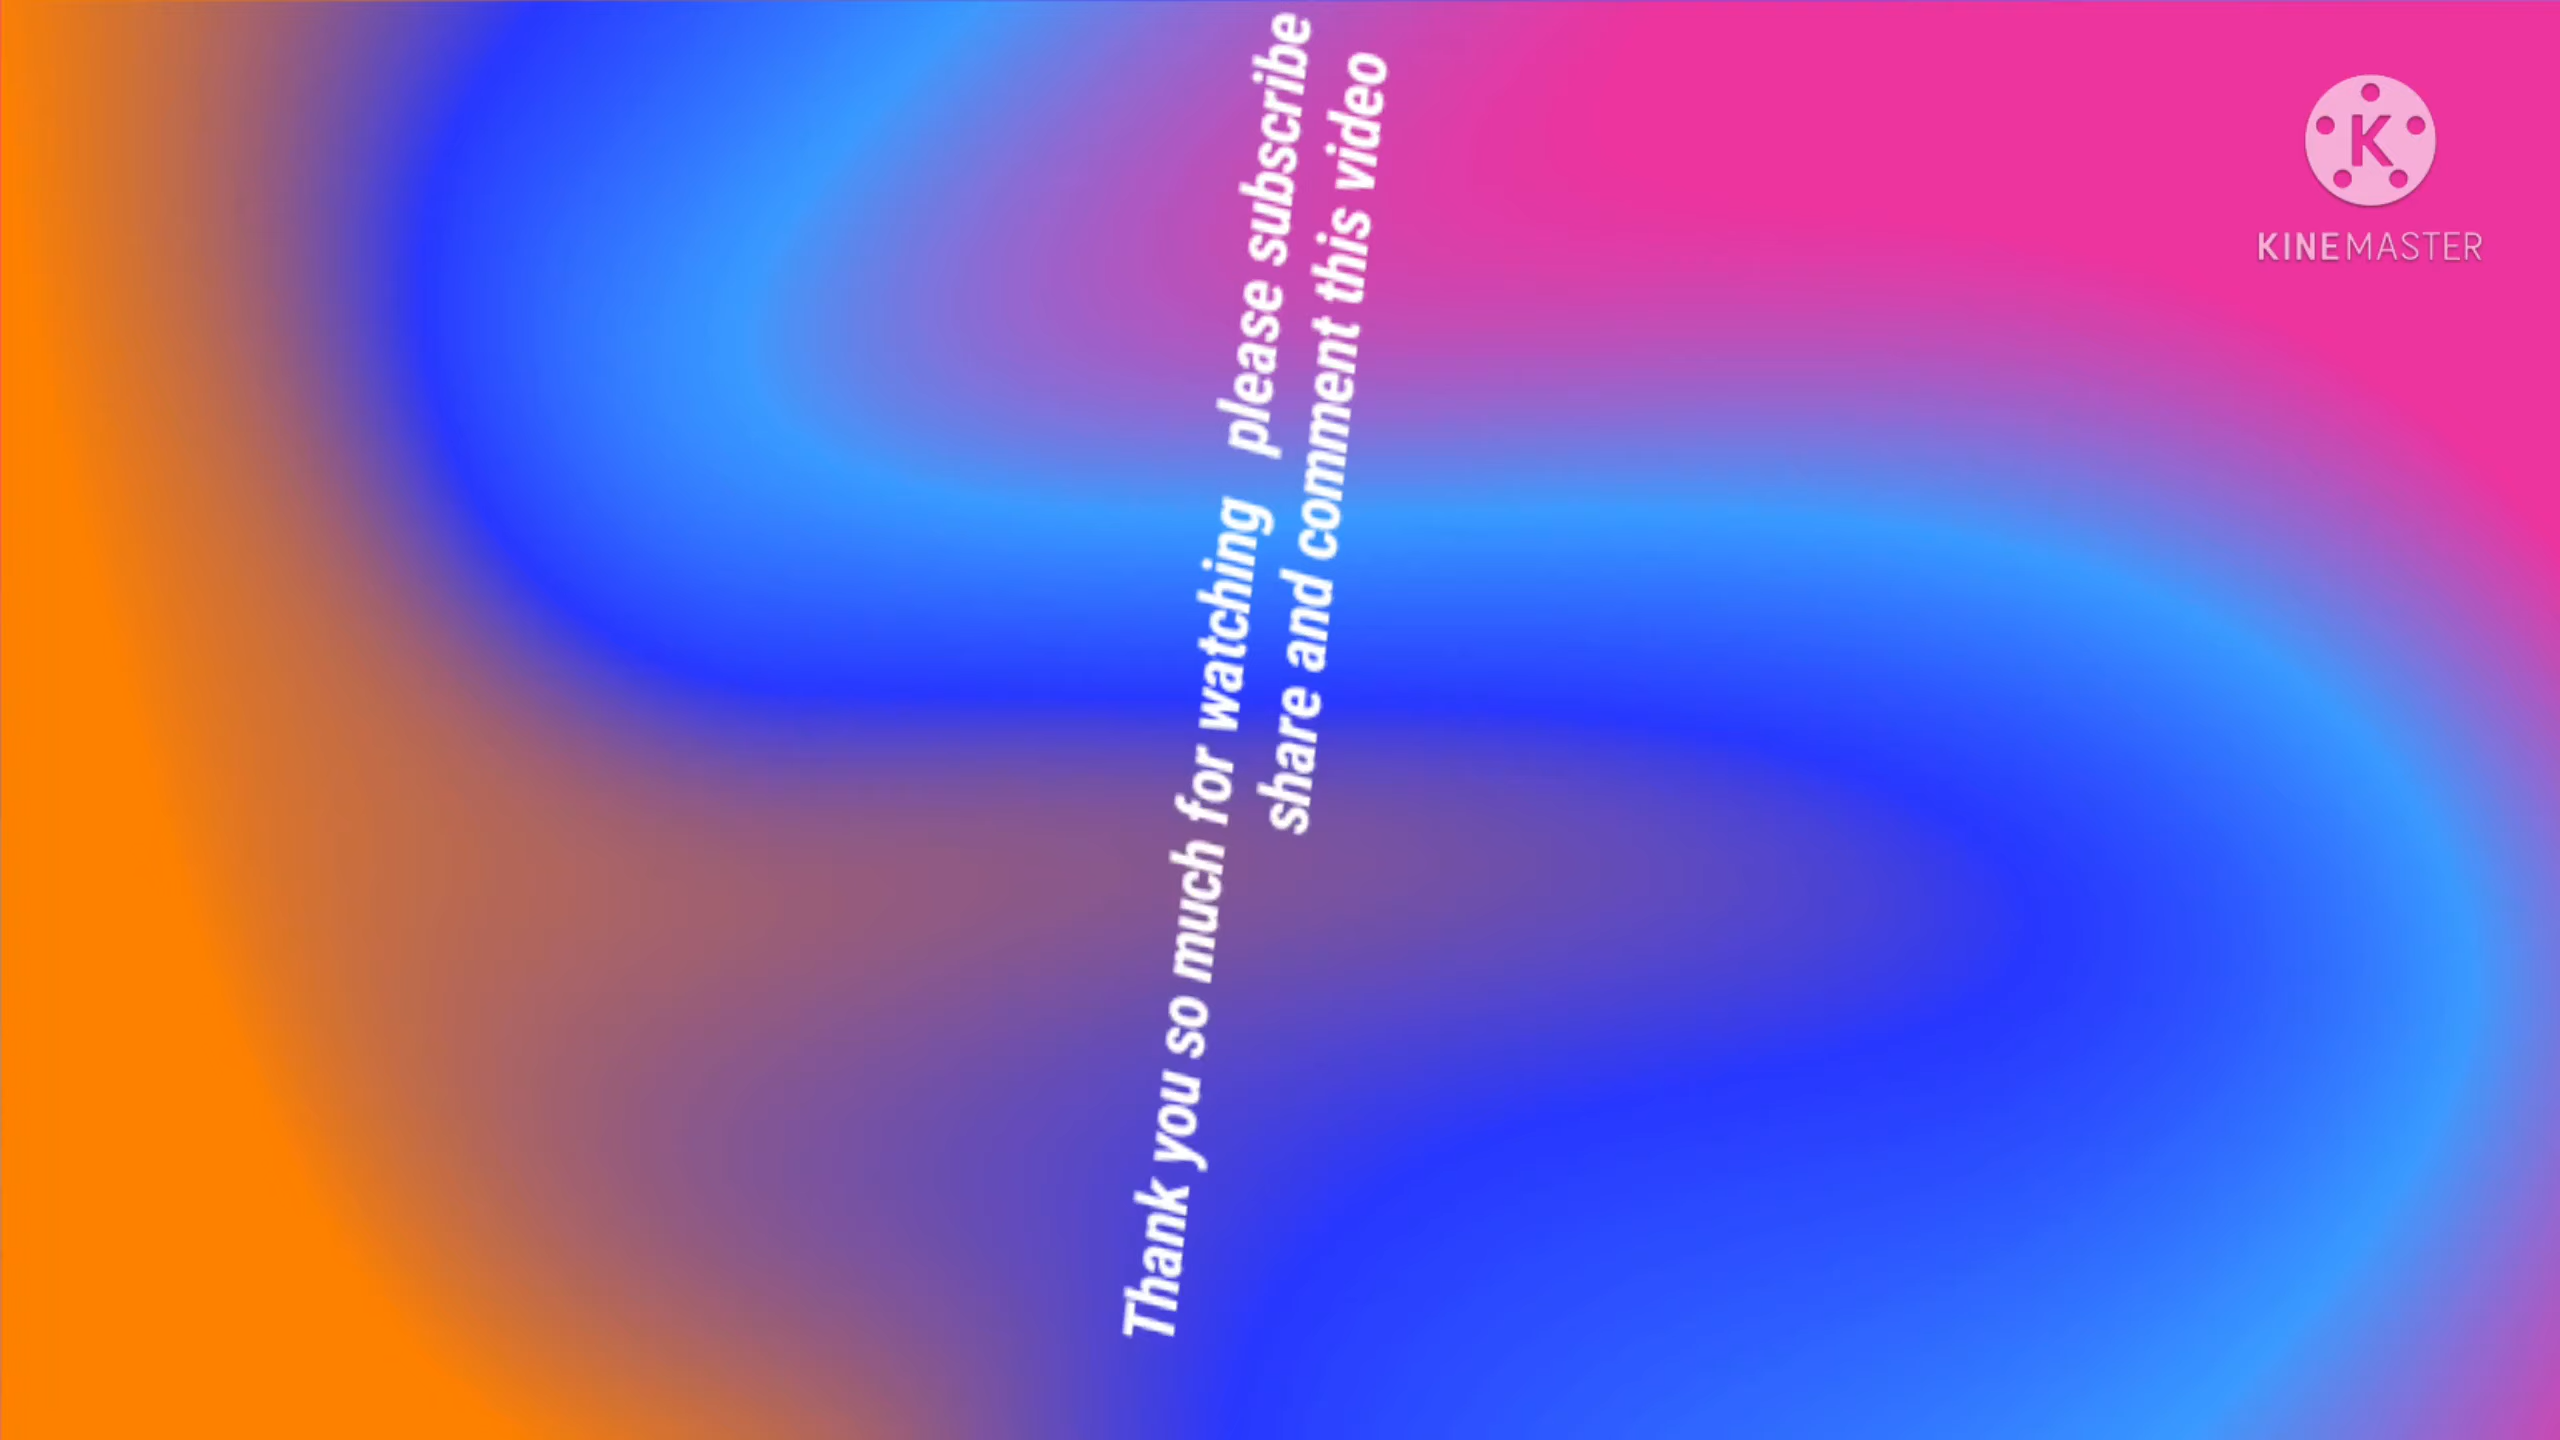 Thank you so much for watching please subscribe
share and comment this video
K
KINEMASTER